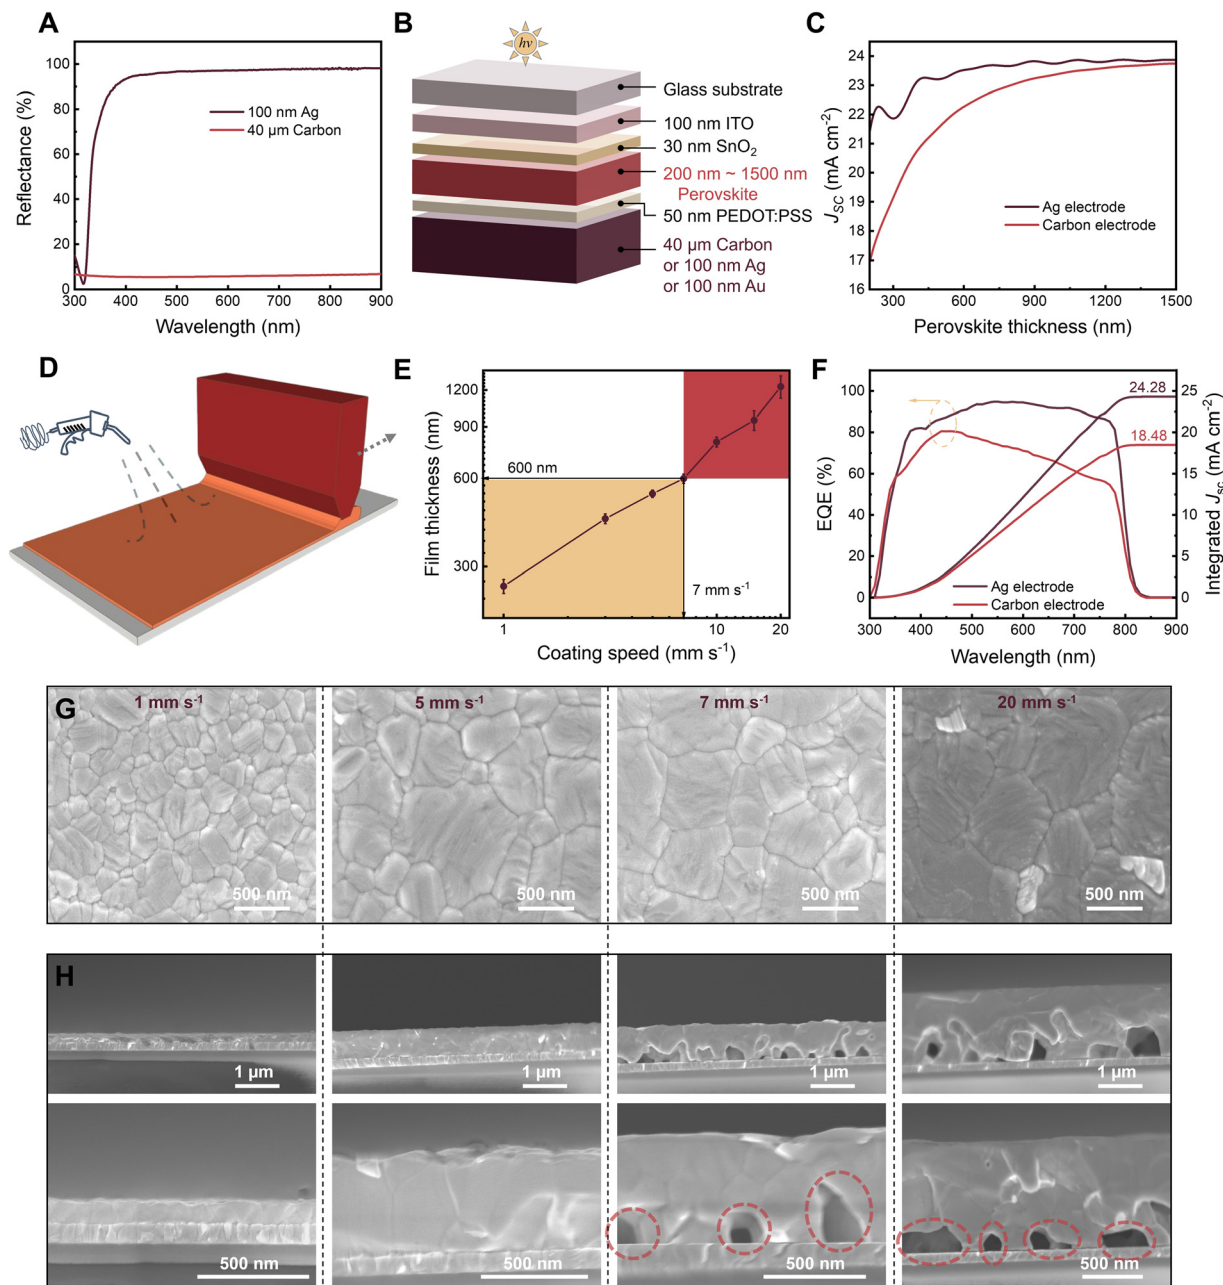 A
100
80
60
40
20
0
300 400 500 600 700 800 900
Reflectance (%)
Wavelength (nm)
100 nm Ag
40 μm Carbon
B
hv
Glass substrate
100 nm ITO
30 nm SnO₂
200 nm ~ 1500 nm
Perovskite
50 nm PEDOT:PSS
40 μm Carbon
or 100 nm Ag
or 100 nm Au
C
24
23
22
21
20
19
18
17
16
300 600 900 1200 1500
J_SC (mA cm⁻²)
Perovskite thickness (nm)
Ag electrode
Carbon electrode
D
E
1200
900
600
300
1 10 20
Film thickness (nm)
Coating speed (mm s⁻¹)
600 nm
7 mm s⁻¹
F
100
80
60
40
20
0
25
20
15
10
5
0
300 400 500 600 700 800 900
EQE (%)
Integrated J_SC (mA cm⁻²)
Wavelength (nm)
24.28
18.48
Ag electrode
Carbon electrode
G
1 mm s⁻¹
5 mm s⁻¹
7 mm s⁻¹
20 mm s⁻¹
500 nm
500 nm
500 nm
500 nm
H
1 μm
1 μm
1 μm
1 μm
500 nm
500 nm
500 nm
500 nm